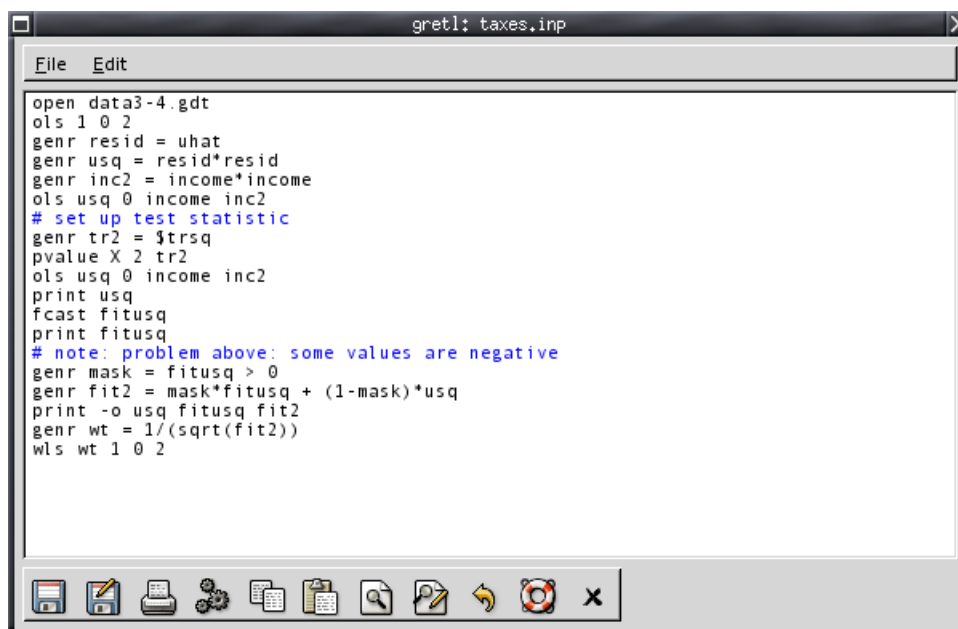 gretl: taxes.inp
File Edit
open data3-4.gdt
ols 1 0 2
genr resid = uhat
genr usq = resid*resid
genr inc2 = income*income
ols usq 0 income inc2
# set up test statistic
genr tr2 = $trsq
pvalue X 2 tr2
ols usq 0 income inc2
print usq
fcast fitusq
print fitusq
# note: problem above: some values are negative
genr mask = fitusq > 0
genr fit2 = mask*fitusq + (1-mask)*usq
print -o usq fitusq fit2
genr wt = 1/(sqrt(fit2))
wls wt 1 0 2